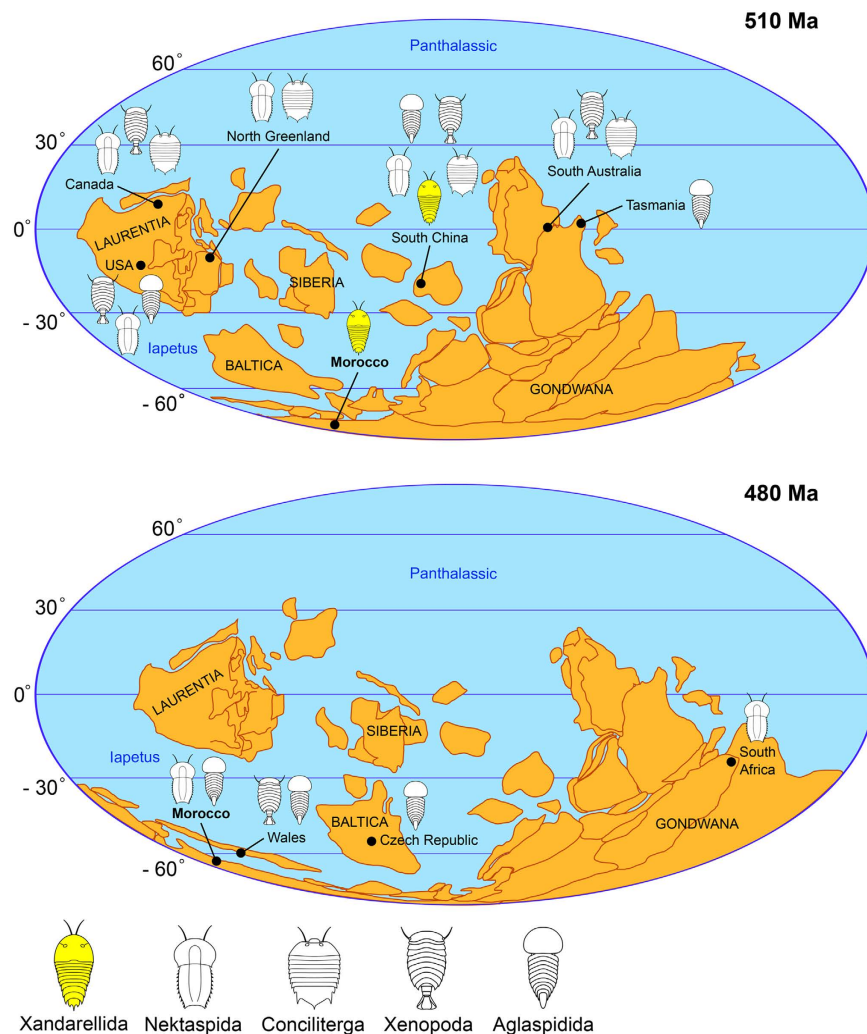 510 Ma
Panthalassic
60°
30°
0°
- 30°
- 60°
North Greenland
Canada
South Australia
Tasmania
LAURENTIA
USA
South China
SIBERIA
Iapetus
BALTICA
Morocco
GONDWANA
480 Ma
60°
Panthalassic
30°
0°
- 30°
- 60°
LAURENTIA
SIBERIA
Iapetus
South
Africa
Morocco
Wales
BALTICA
Czech Republic
GONDWANA
Xandarellida Nektaspida Conciliterga Xenopoda Aglaspidida